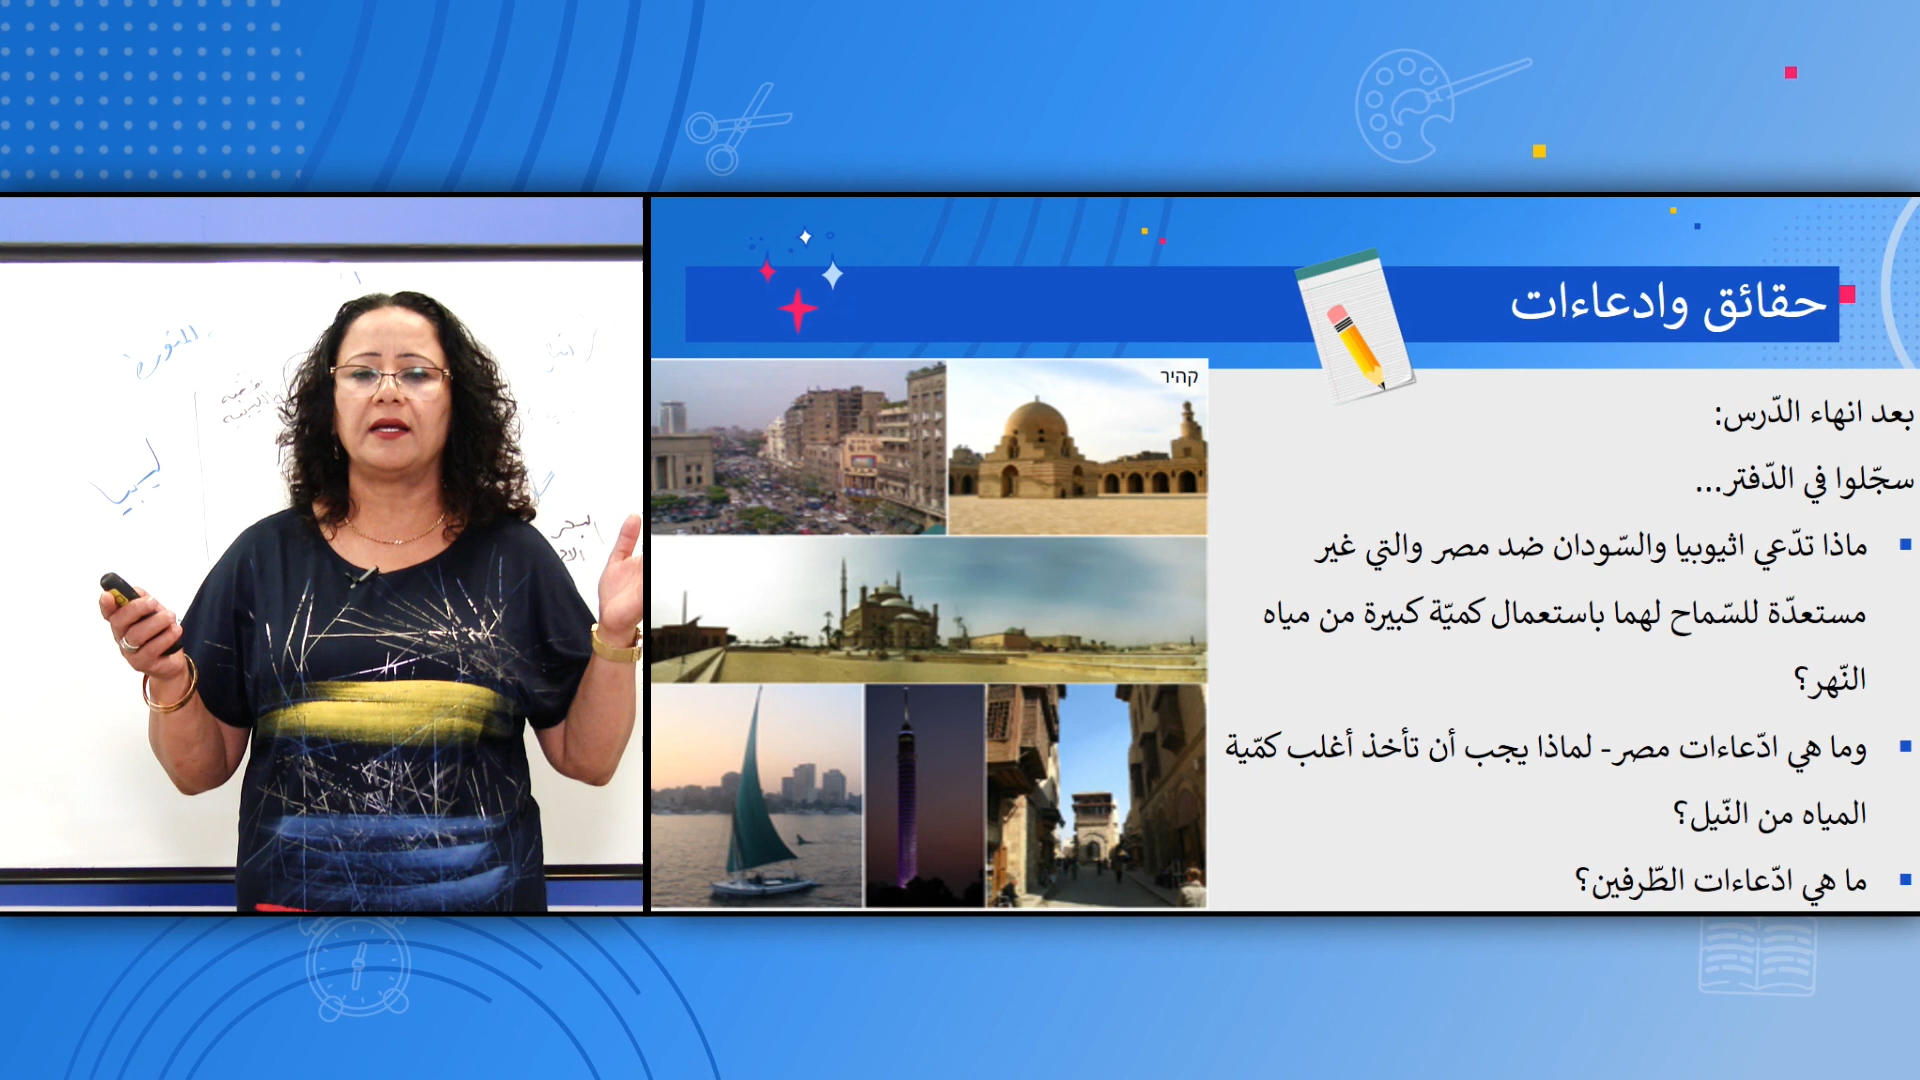 حقائق وادعاءات
קהיר
بعد انهاء الدّرس:
سجّلوا في الدّفتر...
ماذا تدّعي اثيوبيا والسّودان ضد مصر والتي غير
مستعدّة للسّماح لهما باستعمال كميّة كبيرة من مياه
النّهر؟
وما هي ادّعاءات مصر- لماذا يجب أن تأخذ أغلب كمّية
المياه من النّيل؟
ما هي ادّعاءات الطّرفين؟
ليبيا
البحر